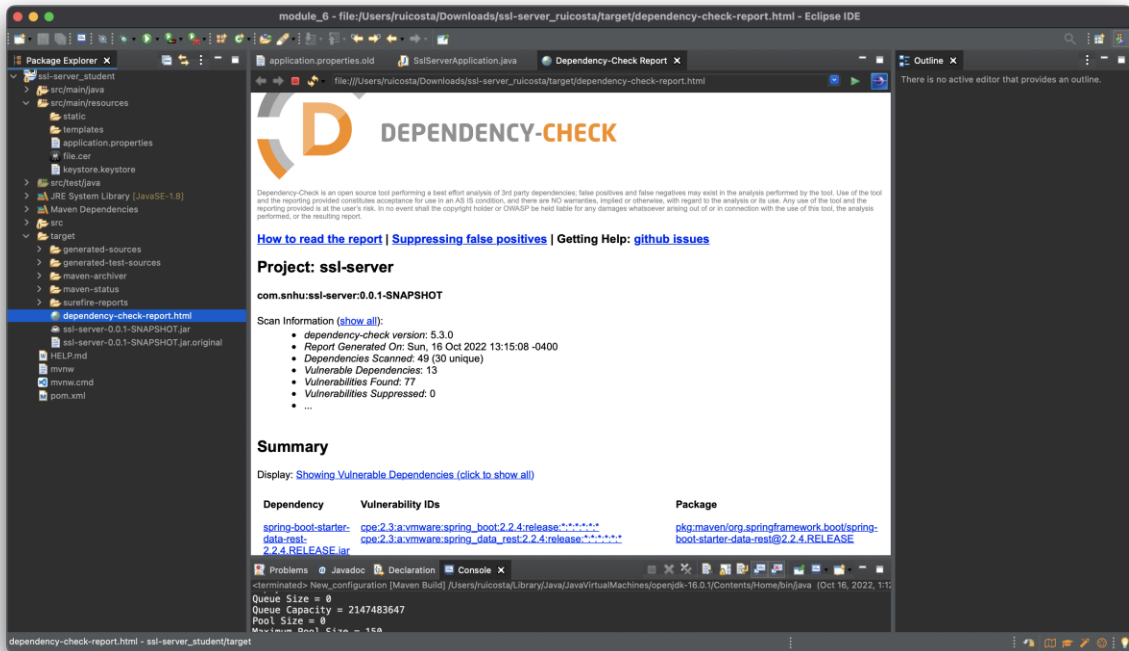 module_6 - file:/Users/ruicosta/Downloads/ssl-server_ruicosta/target/dependency-check-report.html - Eclipse IDE
Package Explorer
ssl-server_student
src/main/java
src/main/resources
static
templates
application.properties
file.cer
keystore.keystore
src/test/java
JRE System Library [JavaSE-1.8]
Maven Dependencies
src
target
generated-sources
generated-test-sources
maven-archiver
maven-status
surefire-reports
dependency-check-report.html
ssl-server-0.0.1-SNAPSHOT.jar
ssl-server-0.0.1-SNAPSHOT.jar.original
HELP.md
mvnw
mvnw.cmd
pom.xml
application.properties.old
SslServerApplication.java
Dependency-Check Report
file:///Users/ruicosta/Downloads/ssl-server_ruicosta/target/dependency-check-report.html
DEPENDENCY-CHECK
Dependency-Check is an open source tool performing a best effort analysis of 3rd party dependencies; false positives and false negatives may exist in the analysis performed by the tool. Use of the tool
and the reporting provided constitutes acceptance for use in an AS IS condition, and there are NO warranties, implied or otherwise, with regard to the analysis or its use. Any use of the tool and the
reporting provided is at the user's risk. In no event shall the copyright holder or OWASP be held liable for any damages whatsoever arising out of or in connection with the use of this tool, the analysis
performed, or the resulting report.
How to read the report | Suppressing false positives | Getting Help: github issues
Project: ssl-server
com.snhu:ssl-server:0.0.1-SNAPSHOT
Scan Information (show all):
• dependency-check version: 5.3.0
• Report Generated On: Sun, 16 Oct 2022 13:15:08 -0400
• Dependencies Scanned: 49 (30 unique)
• Vulnerable Dependencies: 13
• Vulnerabilities Found: 77
• Vulnerabilities Suppressed: 0
• ...
Summary
Display: Showing Vulnerable Dependencies (click to show all)
Dependency Vulnerability IDs Package
spring-boot-starter- cpe:2.3:a:vmware:spring_boot:2.2.4:release:*:*:*:*:*:* pkg:maven/org.springframework.boot/spring-
data-rest- cpe:2.3:a:vmware:spring_data_rest:2.2.4:release:*:*:*:*:*:* boot-starter-data-rest@2.2.4.RELEASE
2.2.4.RELEASE.jar
Outline
There is no active editor that provides an outline.
Problems Javadoc Declaration Console
<terminated> New_configuration [Maven Build] /Users/ruicosta/Library/Java/JavaVirtualMachines/openjdk-16.0.1/Contents/Home/bin/java (Oct 16, 2022, 1:12
Queue Size = 0
Queue Capacity = 2147483647
Pool Size = 0
Maximum Pool Size = 150
dependency-check-report.html - ssl-server_student/target